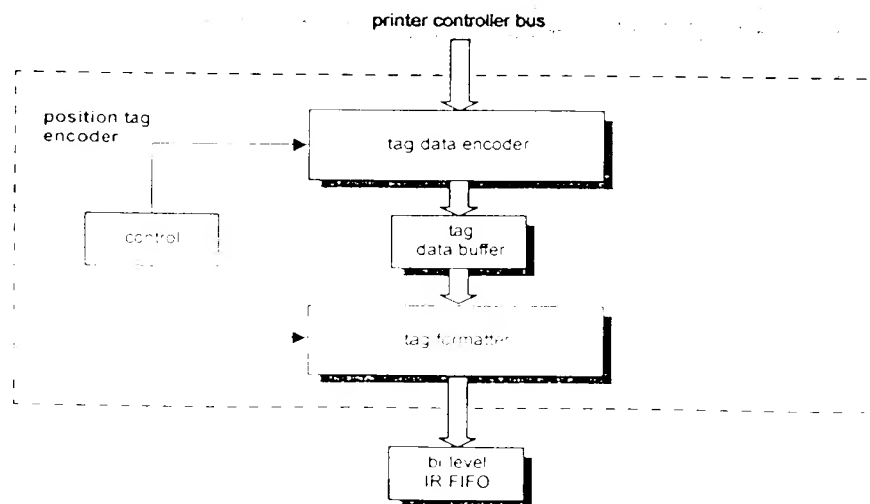 printer controller bus
position tag
encoder
tag data encoder
control
tag
data buffer
tag formatter
bi level
IR FIFO